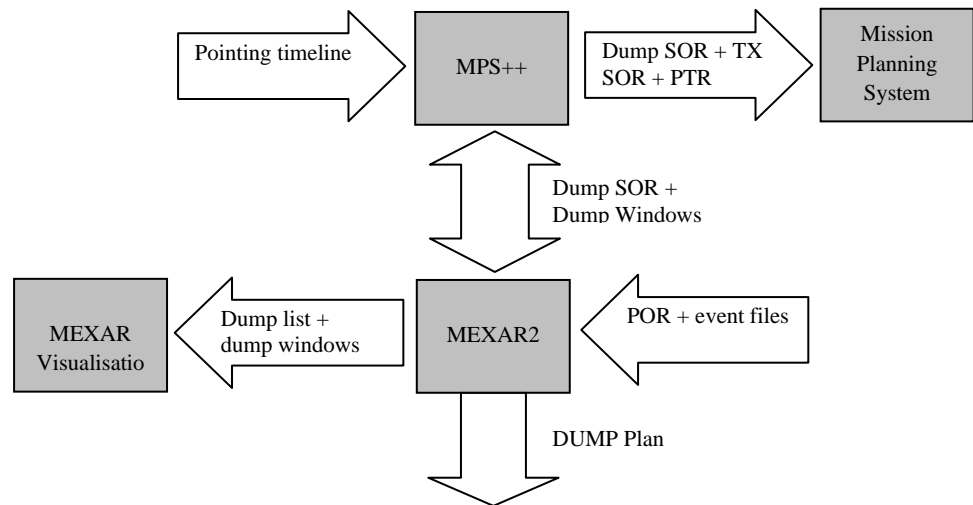 Pointing timeline
MPS++
Dump SOR + TX
SOR + PTR
Mission
Planning
System
Dump SOR +
Dump Windows
MEXAR
Visualisatio
Dump list +
dump windows
MEXAR2
POR + event files
DUMP Plan